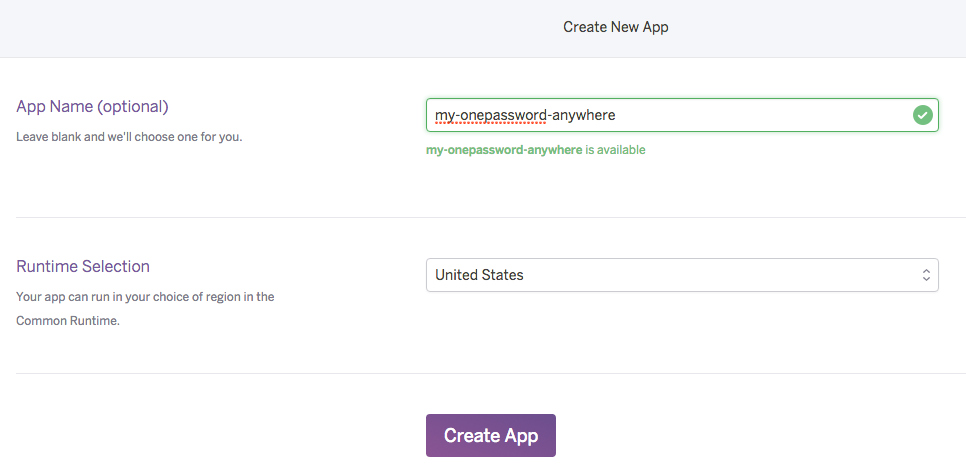 Create New App
App Name (optional)
Leave blank and we'll choose one for you.
my-onepassword-anywhere
my-onepassword-anywhere is available
Runtime Selection
Your app can run in your choice of region in the
Common Runtime.
United States
Create App